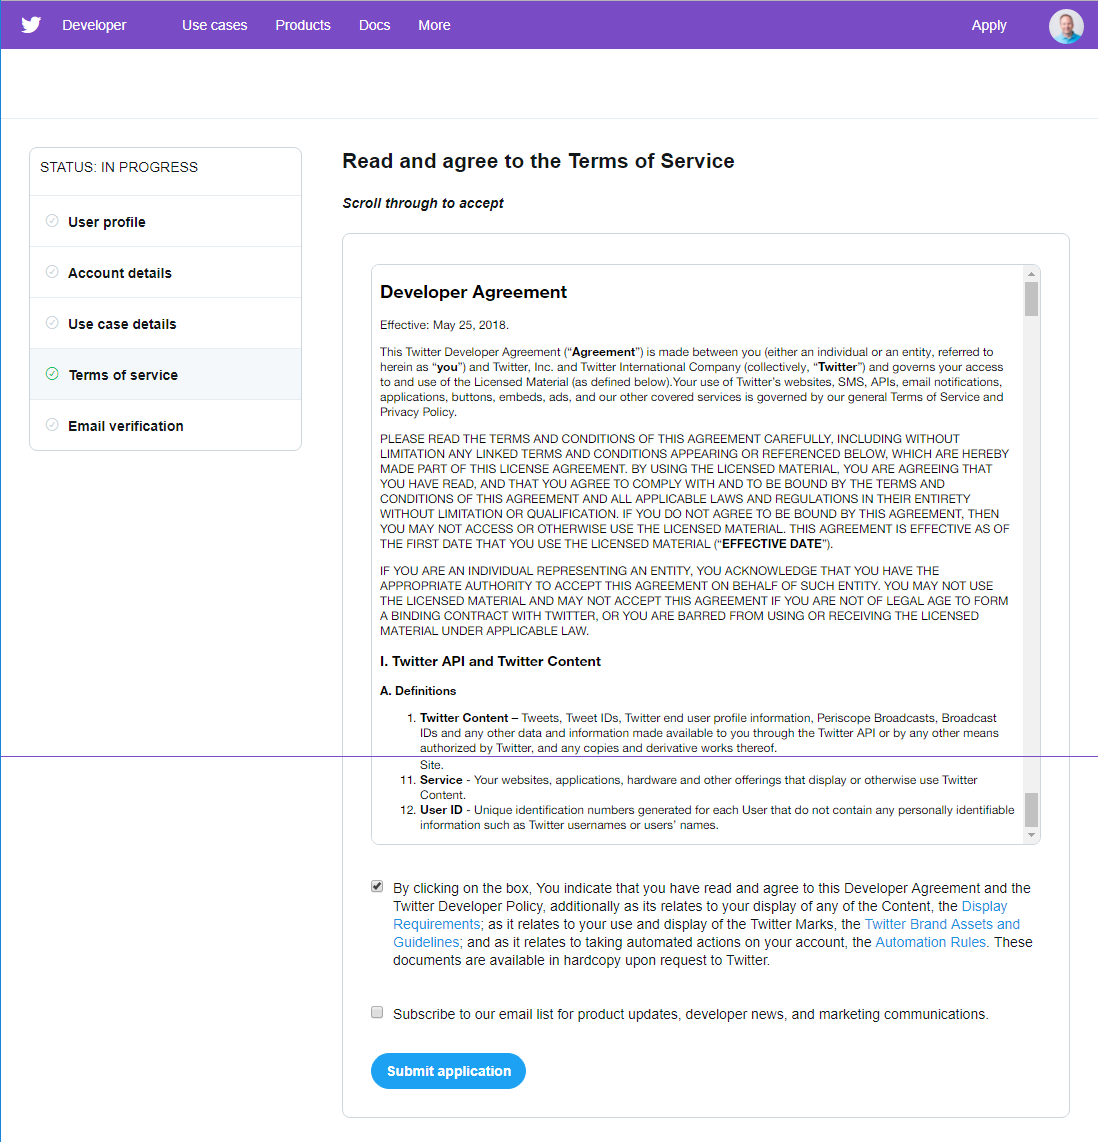 Developer Use cases Products Docs More Apply
STATUS: IN PROGRESS
User profile
Account details
Use case details
Terms of service
Email verification
Read and agree to the Terms of Service
Scroll through to accept
Developer Agreement
Effective: May 25, 2018.
This Twitter Developer Agreement (“Agreement”) is made between you (either an individual or an entity, referred to
herein as “you”) and Twitter, Inc. and Twitter International Company (collectively, “Twitter”) and governs your access
to and use of the Licensed Material (as defined below).Your use of Twitter’s websites, SMS, APIs, email notifications,
applications, buttons, embeds, ads, and our other covered services is governed by our general Terms of Service and
Privacy Policy.
PLEASE READ THE TERMS AND CONDITIONS OF THIS AGREEMENT CAREFULLY, INCLUDING WITHOUT
LIMITATION ANY LINKED TERMS AND CONDITIONS APPEARING OR REFERENCED BELOW, WHICH ARE HEREBY
MADE PART OF THIS LICENSE AGREEMENT. BY USING THE LICENSED MATERIAL, YOU ARE AGREEING THAT
YOU HAVE READ, AND THAT YOU AGREE TO COMPLY WITH AND TO BE BOUND BY THE TERMS AND
CONDITIONS OF THIS AGREEMENT AND ALL APPLICABLE LAWS AND REGULATIONS IN THEIR ENTIRETY
WITHOUT LIMITATION OR QUALIFICATION. IF YOU DO NOT AGREE TO BE BOUND BY THIS AGREEMENT, THEN
YOU MAY NOT ACCESS OR OTHERWISE USE THE LICENSED MATERIAL. THIS AGREEMENT IS EFFECTIVE AS OF
THE FIRST DATE THAT YOU USE THE LICENSED MATERIAL (“EFFECTIVE DATE”).
IF YOU ARE AN INDIVIDUAL REPRESENTING AN ENTITY, YOU ACKNOWLEDGE THAT YOU HAVE THE
APPROPRIATE AUTHORITY TO ACCEPT THIS AGREEMENT ON BEHALF OF SUCH ENTITY. YOU MAY NOT USE
THE LICENSED MATERIAL AND MAY NOT ACCEPT THIS AGREEMENT IF YOU ARE NOT OF LEGAL AGE TO FORM
A BINDING CONTRACT WITH TWITTER, OR YOU ARE BARRED FROM USING OR RECEIVING THE LICENSED
MATERIAL UNDER APPLICABLE LAW.
I. Twitter API and Twitter Content
A. Definitions
1. Twitter Content – Tweets, Tweet IDs, Twitter end user profile information, Periscope Broadcasts, Broadcast
IDs and any other data and information made available to you through the Twitter API or by any other means
authorized by Twitter, and any copies and derivative works thereof.
Site.
11. Service - Your websites, applications, hardware and other offerings that display or otherwise use Twitter
Content.
12. User ID - Unique identification numbers generated for each User that do not contain any personally identifiable
information such as Twitter usernames or users’ names.
By clicking on the box, You indicate that you have read and agree to this Developer Agreement and the
Twitter Developer Policy, additionally as its relates to your display of any of the Content, the Display
Requirements; as it relates to your use and display of the Twitter Marks, the Twitter Brand Assets and
Guidelines; and as it relates to taking automated actions on your account, the Automation Rules. These
documents are available in hardcopy upon request to Twitter.
Subscribe to our email list for product updates, developer news, and marketing communications.
Submit application